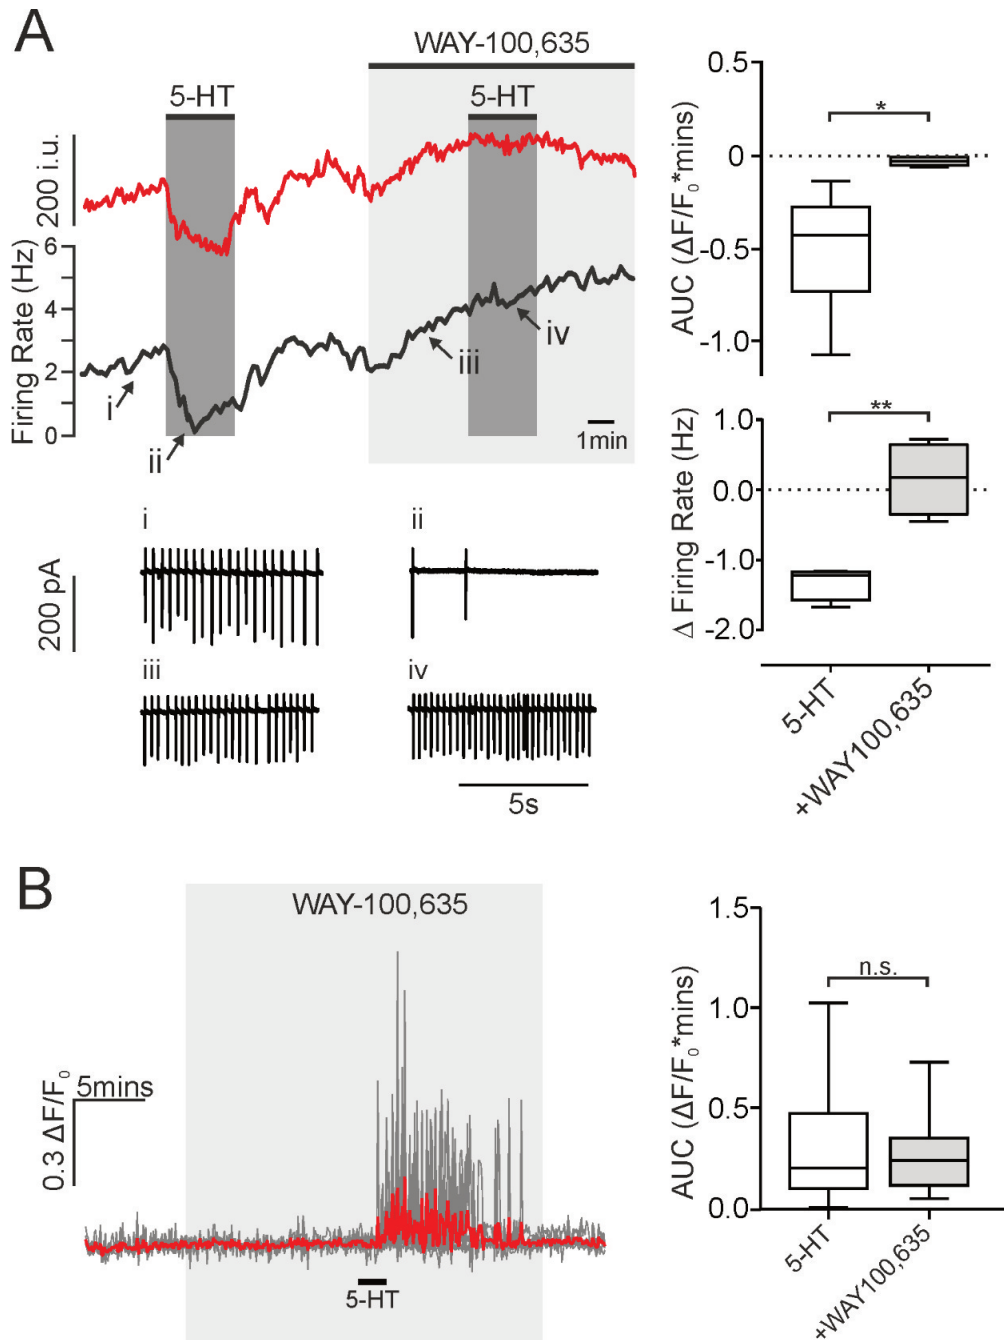 A
WAY-100,635
5-HT
5-HT
200 i.u.
Firing Rate (Hz)
6
4
2
0
i
ii
iii
iv
1min
0.5
0
-0.5
-1.0
AUC (ΔF/F₀*mins)
*
1.0
0.0
-1.0
-2.0
Δ Firing Rate (Hz)
**
5-HT
+WAY100,635
i
ii
200 pA
iii
iv
5s
B
WAY-100,635
5mins
0.3 ΔF/F₀
5-HT
1.5
1.0
0.5
0.0
AUC (ΔF/F₀*mins)
n.s.
5-HT
+WAY100,635